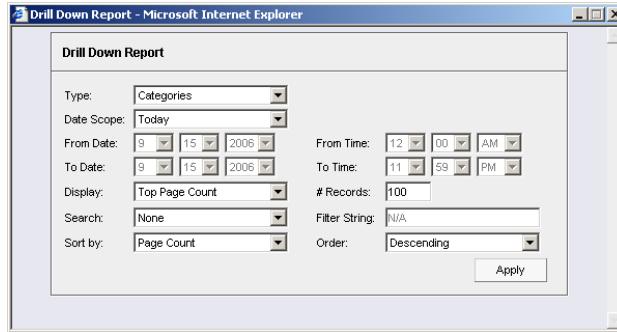 Drill Down Report - Microsoft Internet Explorer
Drill Down Report
Type: Categories
Date Scope: Today
From Date: 9 15 2006 From Time: 12 00 AM
To Date: 9 15 2006 To Time: 11 59 PM
Display: Top Page Count # Records: 100
Search: None Filter String: N/A
Sort by: Page Count Order: Descending
Apply